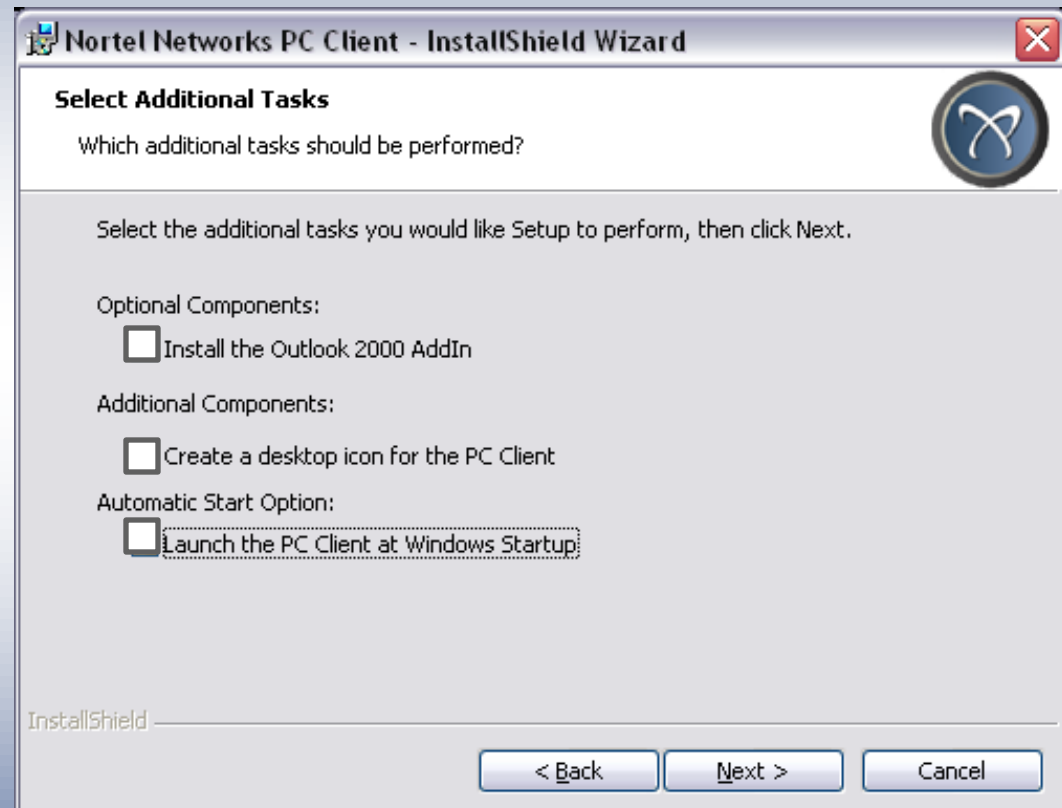 Nortel Networks PC Client - InstallShield Wizard
Select Additional Tasks
Which additional tasks should be performed?
Select the additional tasks you would like Setup to perform, then click Next.
Optional Components:
Install the Outlook 2000 AddIn
Additional Components:
Create a desktop icon for the PC Client
Automatic Start Option:
Launch the PC Client at Windows Startup
InstallShield
< Back Next > Cancel